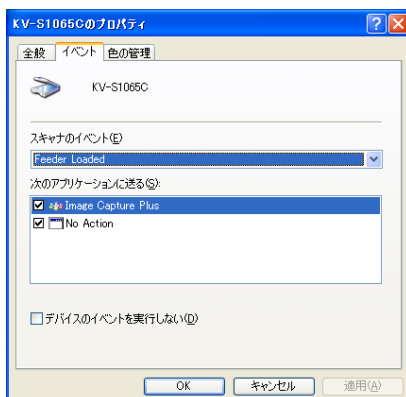 KV-S1065Cのプロパティ
全般 イベント 色の管理
KV-S1065C
スキャナのイベント(E)
Feeder Loaded
次のアプリケーションに送る(S):
Image Capture Plus
No Action
デバイスのイベントを実行しない(D)
OK キャンセル 適用(A)